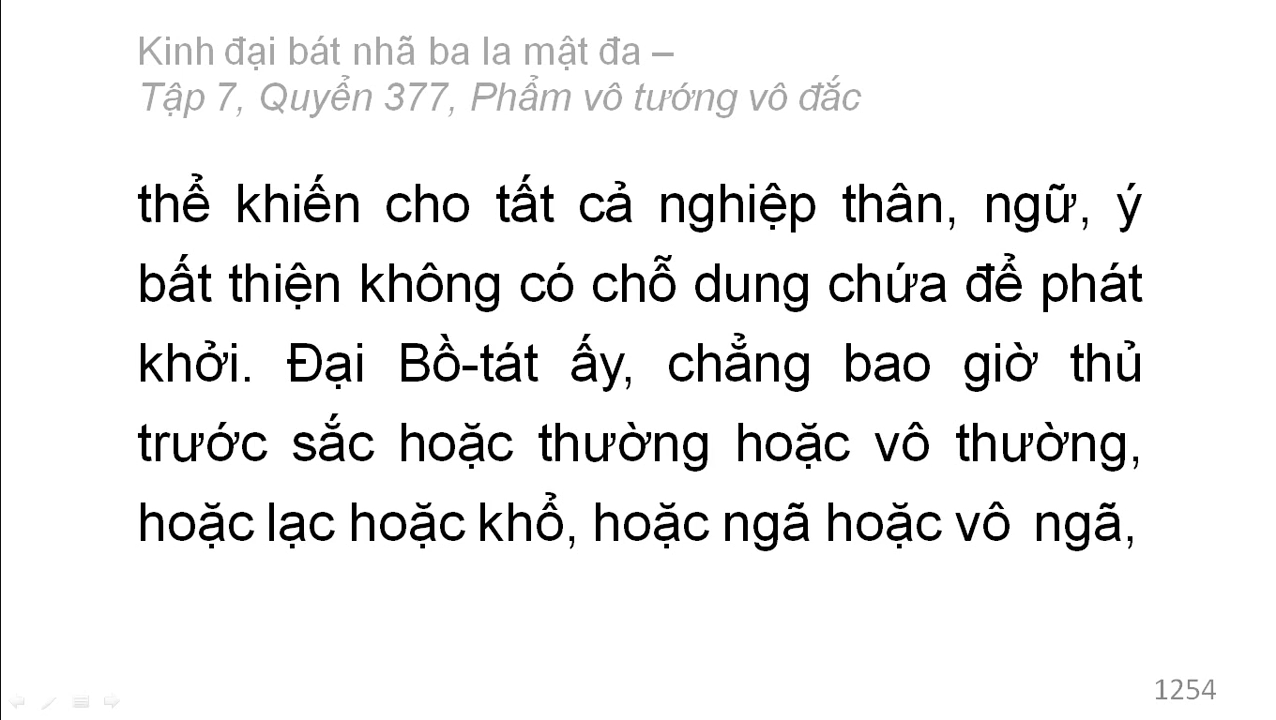 Kinh đại bát nhã ba la mật đa –
Tập 7, Quyển 377, Phẩm vô tướng vô đắc
thể khiến cho tất cả nghiệp thân, ngữ, ý
bất thiện không có chỗ dung chứa để phát
khởi. Đại Bồ-tát ấy, chẳng bao giờ thủ
trước sắc hoặc thường hoặc vô thường,
hoặc lạc hoặc khổ, hoặc ngã hoặc vô ngã,
1254